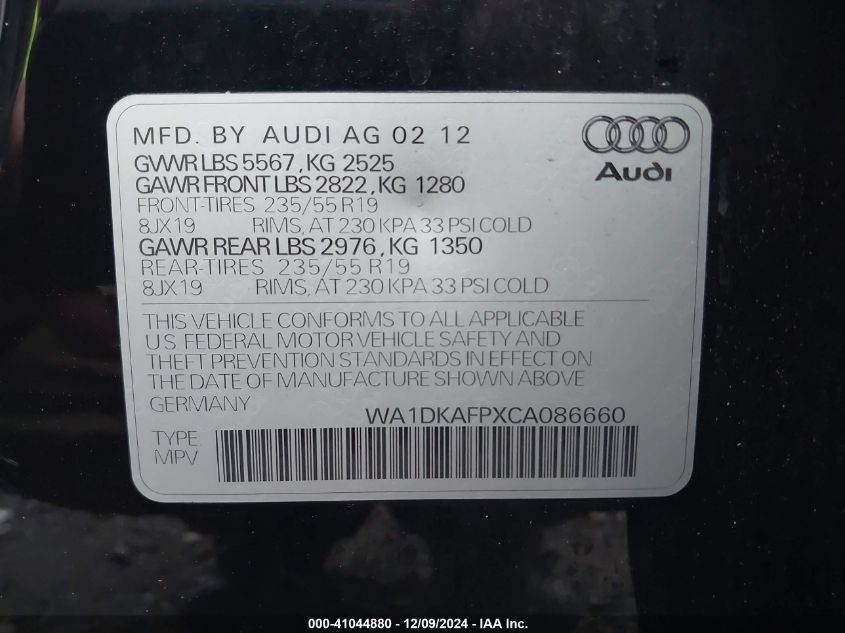 MFD. BY AUDI AG 02 12
Audi
GVWR LBS 5567, KG 2525
GAWR FRONT LBS 2822, KG 1280
FRONT-TIRES 235/55 R19
8JX19 RIMS, AT 230 KPA 33 PSI COLD
GAWR REAR LBS 2976, KG 1350
REAR-TIRES 235/55 R19
8JX19 RIMS, AT 230 KPA 33 PSI COLD
THIS VEHICLE CONFORMS TO ALL APPLICABLE
U.S. FEDERAL MOTOR VEHICLE SAFETY AND
THEFT PREVENTION STANDARDS IN EFFECT ON
THE DATE OF MANUFACTURE SHOWN ABOVE.
GERMANY
WA1DKAFPXCA086660
TYPE
MPV
000-41044880 - 12/09/2024 - IAA Inc.